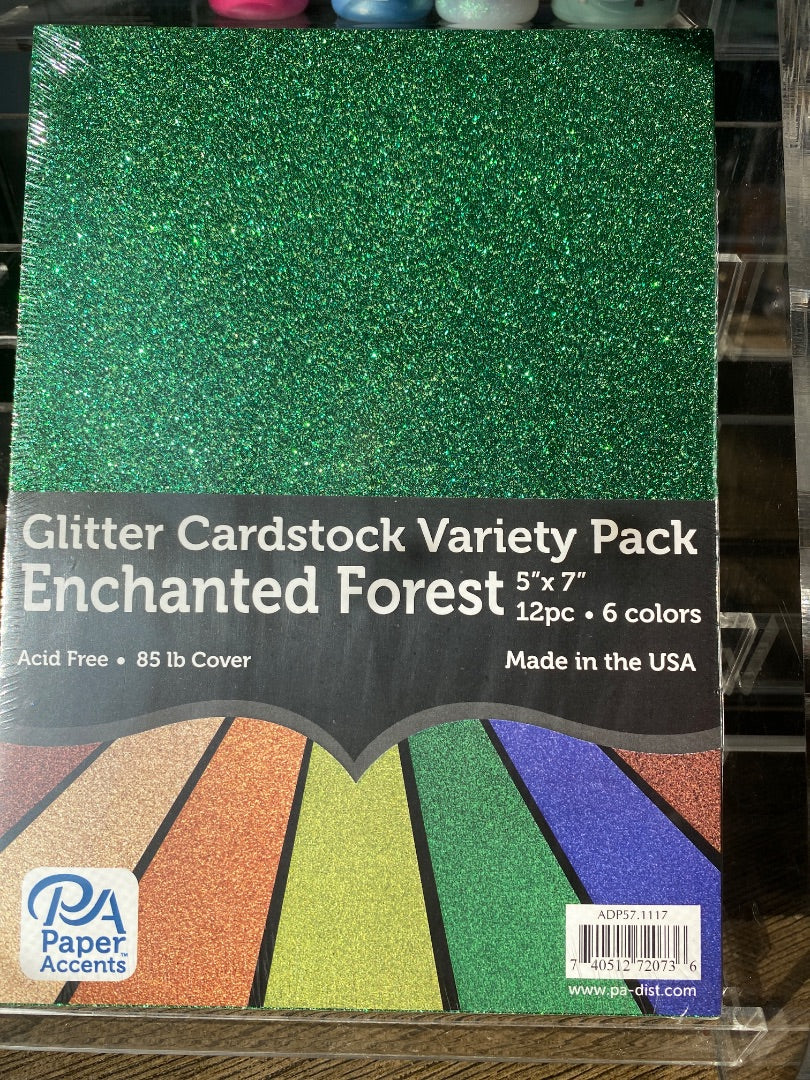 Glitter Cardstock Variety Pack
Enchanted Forest
5"x 7"
12pc • 6 colors
Acid Free • 85 lb Cover
Made in the USA
PA
Paper
Accents™
ADP57.1117
7 40512 72073 6
www.pa-dist.com